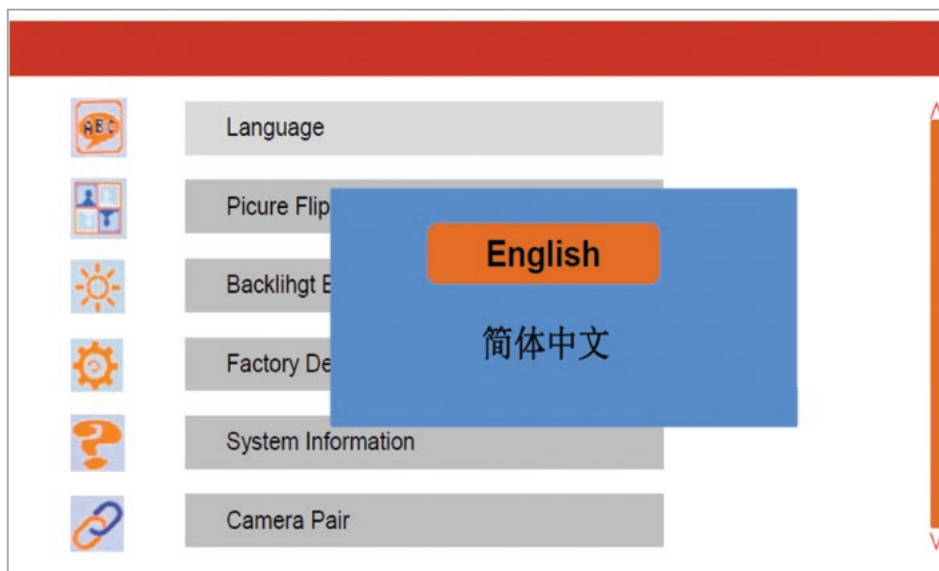 ABC
Language
Picure Flip
Backlihgt E
Factory De
System Information
Camera Pair
English
简体中文